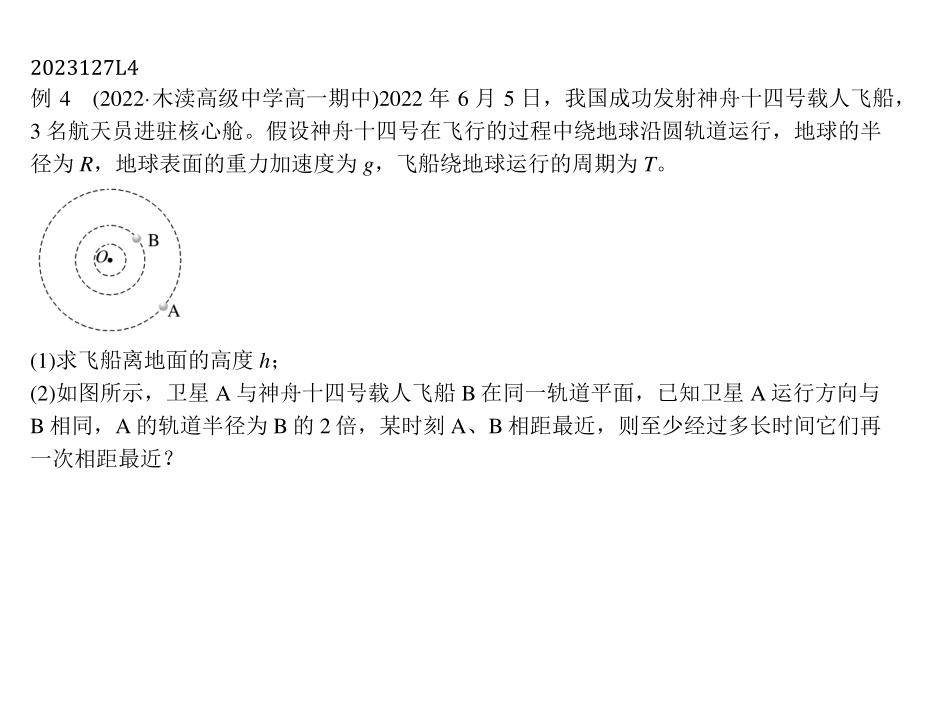 2023127L4
例 4　(2022·木渎高级中学高一期中)2022 年 6 月 5 日，我国成功发射神舟十四号载人飞船，
3 名航天员进驻核心舱。假设神舟十四号在飞行的过程中绕地球沿圆轨道运行，地球的半
径为 R，地球表面的重力加速度为 g，飞船绕地球运行的周期为 T。
B
O
A
(1)求飞船离地面的高度 h；
(2)如图所示，卫星 A 与神舟十四号载人飞船 B 在同一轨道平面，已知卫星 A 运行方向与
B 相同，A 的轨道半径为 B 的 2 倍，某时刻 A、B 相距最近，则至少经过多长时间它们再
一次相距最近？